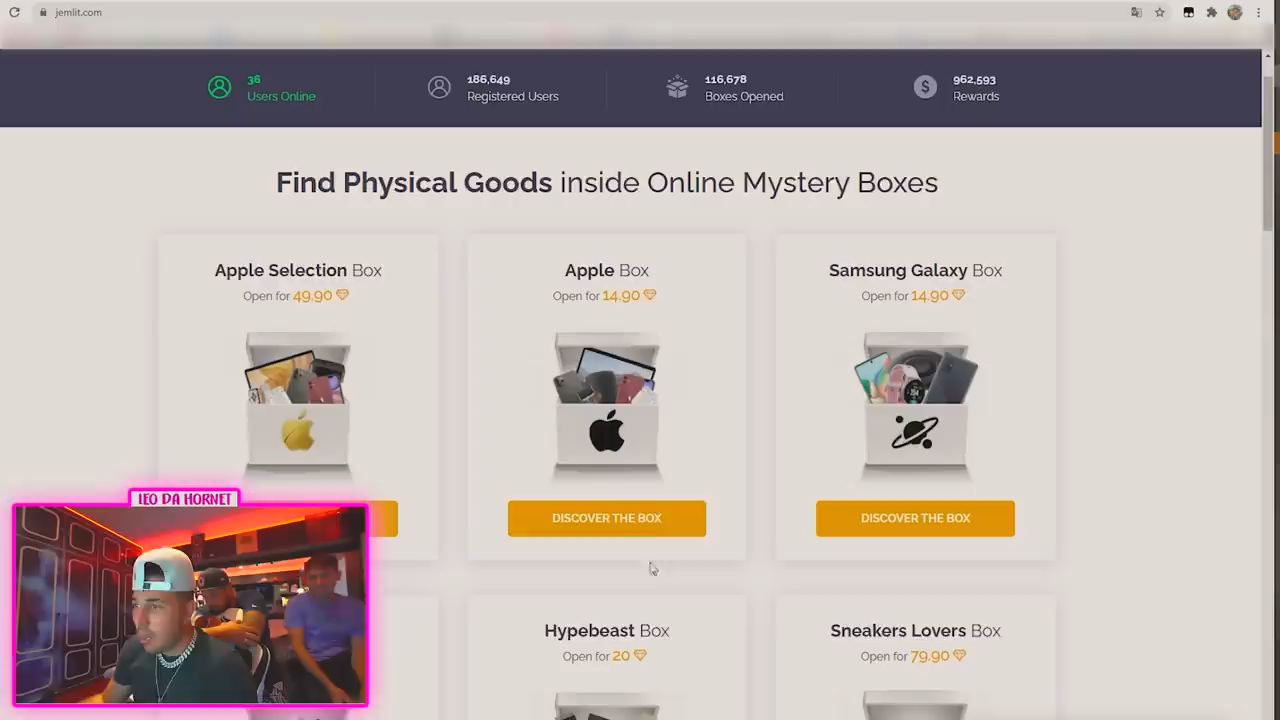 jemlit.com
36
Users Online
186,649
Registered Users
116,678
Boxes Opened
962,593
Rewards
Find Physical Goods inside Online Mystery Boxes
Apple Selection Box
Open for 49.90
Apple Box
Open for 14.90
Samsung Galaxy Box
Open for 14.90
DISCOVER THE BOX
DISCOVER THE BOX
LEO DA HORNET
Hypebeast Box
Open for 20
Sneakers Lovers Box
Open for 79.90